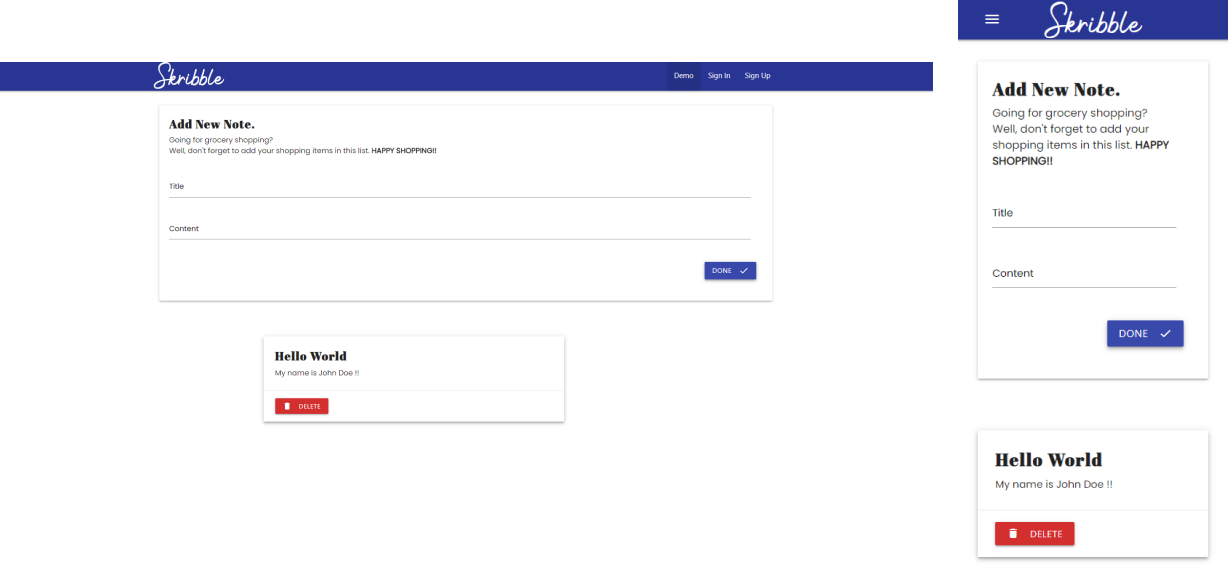 Skribble
Demo Sign In Sign Up
Add New Note.
Going for grocery shopping?
Well, don't forget to add your shopping items in this list. HAPPY SHOPPING!!
Title
Content
DONE
Hello World
My name is John Doe !!
DELETE
Skribble
Add New Note.
Going for grocery shopping?
Well, don't forget to add your
shopping items in this list. HAPPY
SHOPPING!!
Title
Content
DONE
Hello World
My name is John Doe !!
DELETE